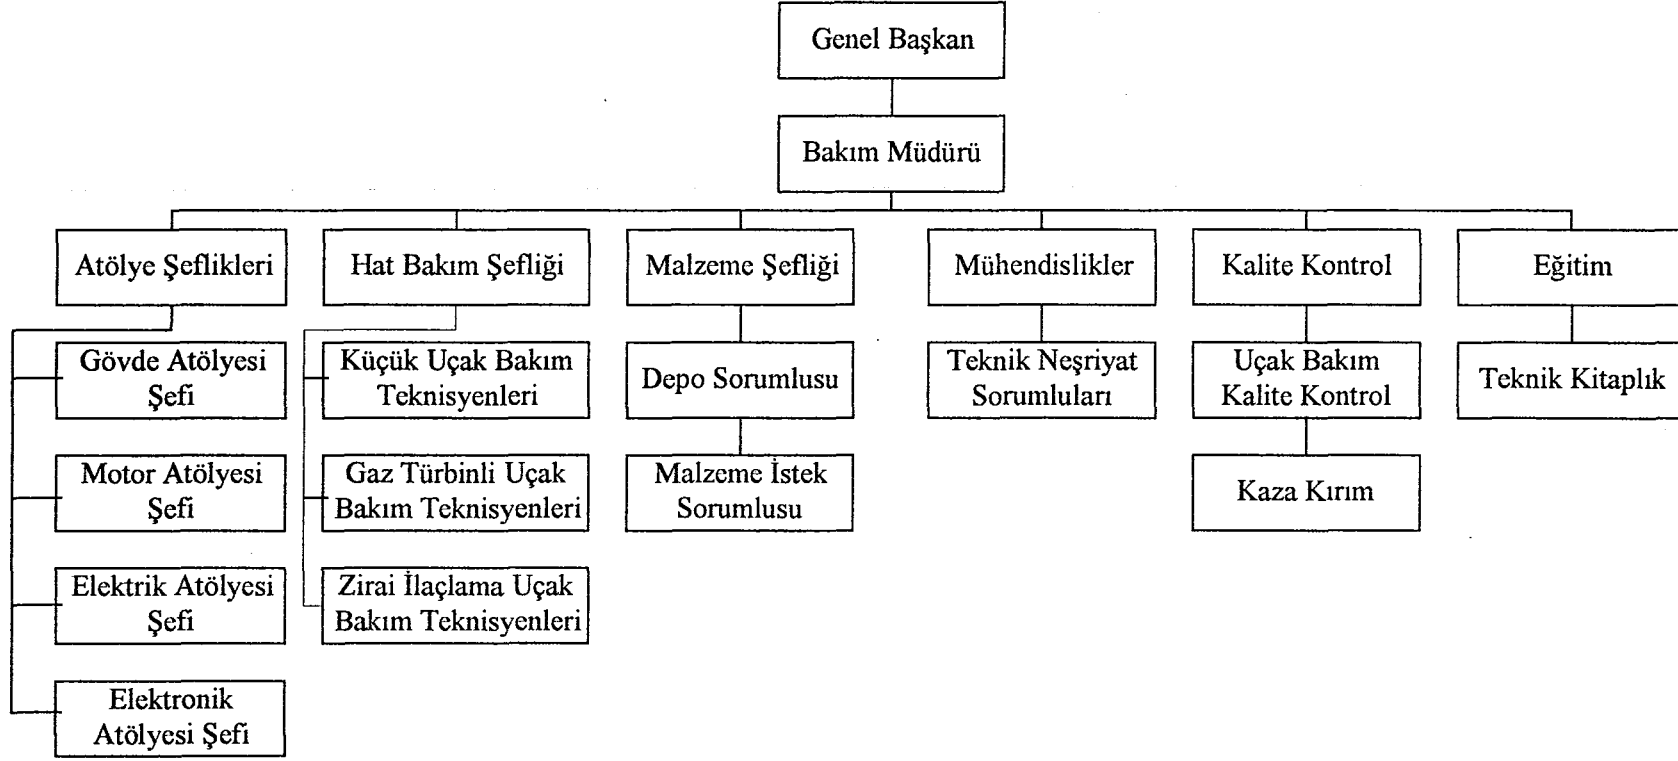 Genel Başkan
Bakım Müdürü
Atölye Şeflikleri
Hat Bakım Şefliği
Malzeme Şefliği
Mühendislikler
Kalite Kontrol
Eğitim
Gövde Atölyesi
Şefi
Küçük Uçak Bakım
Teknisyenleri
Depo Sorumlusu
Teknik Neşriyat
Sorumluları
Uçak Bakım
Kalite Kontrol
Teknik Kitaplık
Motor Atölyesi
Şefi
Gaz Türbinli Uçak
Bakım Teknisyenleri
Malzeme İstek
Sorumlusu
Kaza Kırım
Elektrik Atölyesi
Şefi
Zirai İlaçlama Uçak
Bakım Teknisyenleri
Elektronik
Atölyesi Şefi